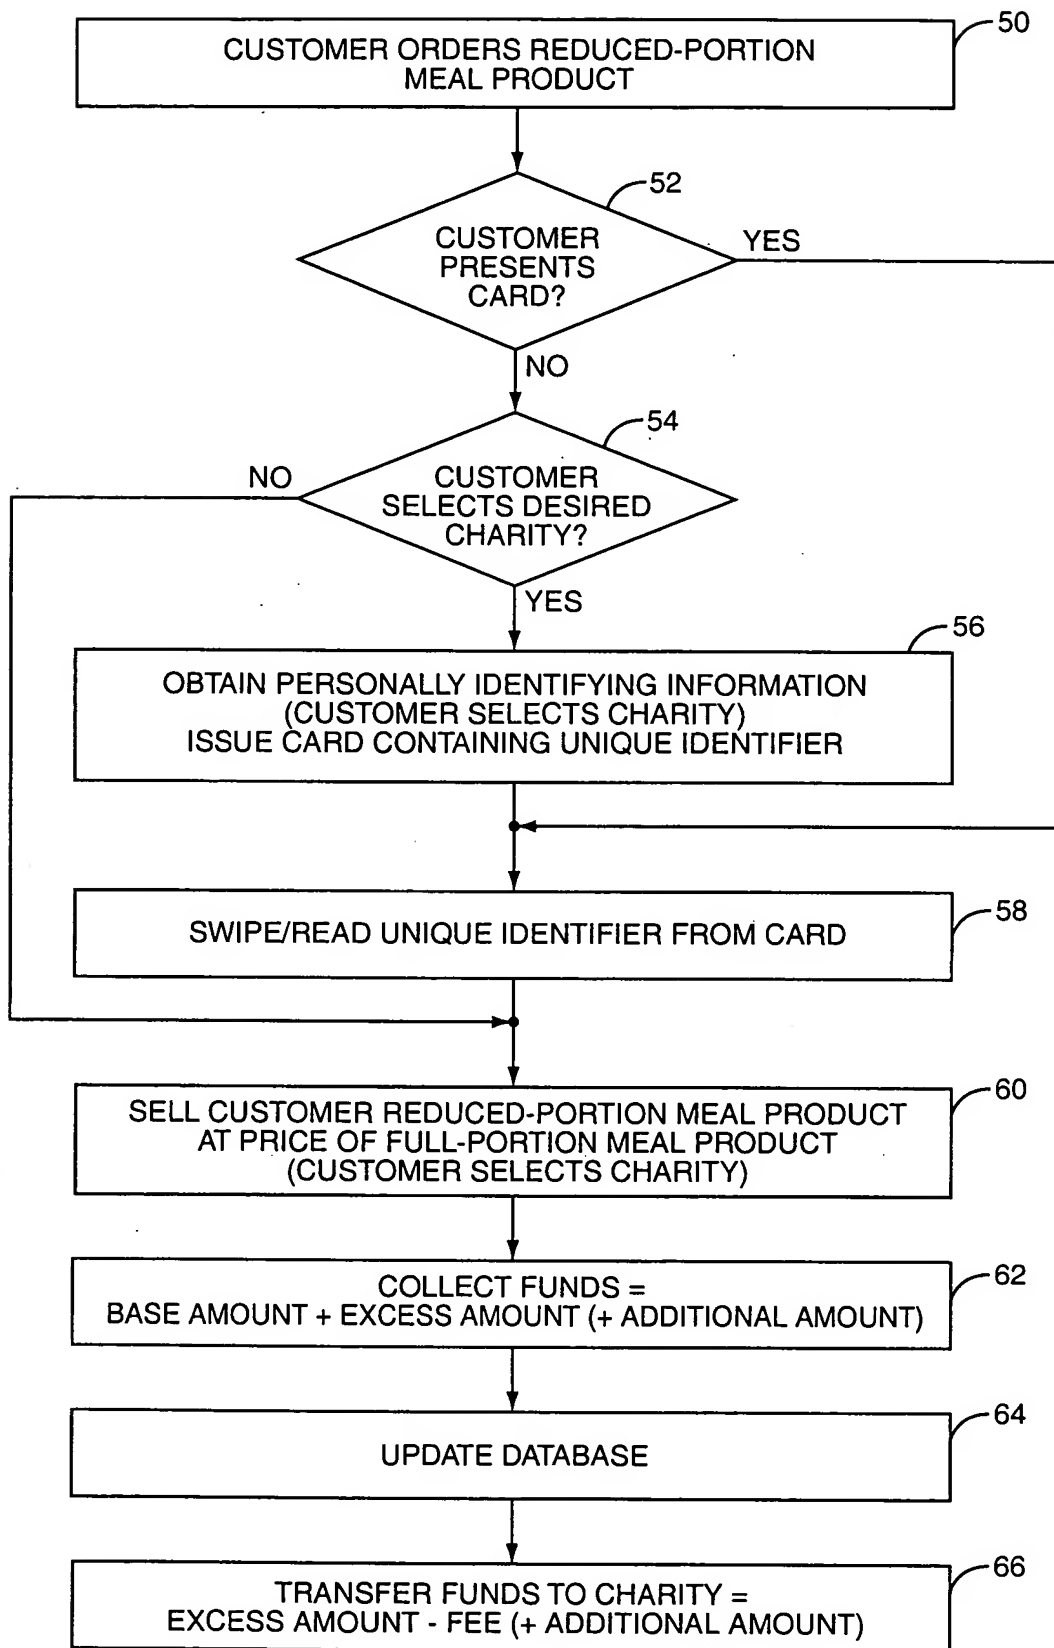 50
CUSTOMER ORDERS REDUCED-PORTION
MEAL PRODUCT
52
CUSTOMER
PRESENTS
CARD?
YES
NO
54
CUSTOMER
SELECTS DESIRED
CHARITY?
NO
YES
56
OBTAIN PERSONALLY IDENTIFYING INFORMATION
(CUSTOMER SELECTS CHARITY)
ISSUE CARD CONTAINING UNIQUE IDENTIFIER
58
SWIPE/READ UNIQUE IDENTIFIER FROM CARD
60
SELL CUSTOMER REDUCED-PORTION MEAL PRODUCT
AT PRICE OF FULL-PORTION MEAL PRODUCT
(CUSTOMER SELECTS CHARITY)
62
COLLECT FUNDS =
BASE AMOUNT + EXCESS AMOUNT (+ ADDITIONAL AMOUNT)
64
UPDATE DATABASE
66
TRANSFER FUNDS TO CHARITY =
EXCESS AMOUNT - FEE (+ ADDITIONAL AMOUNT)